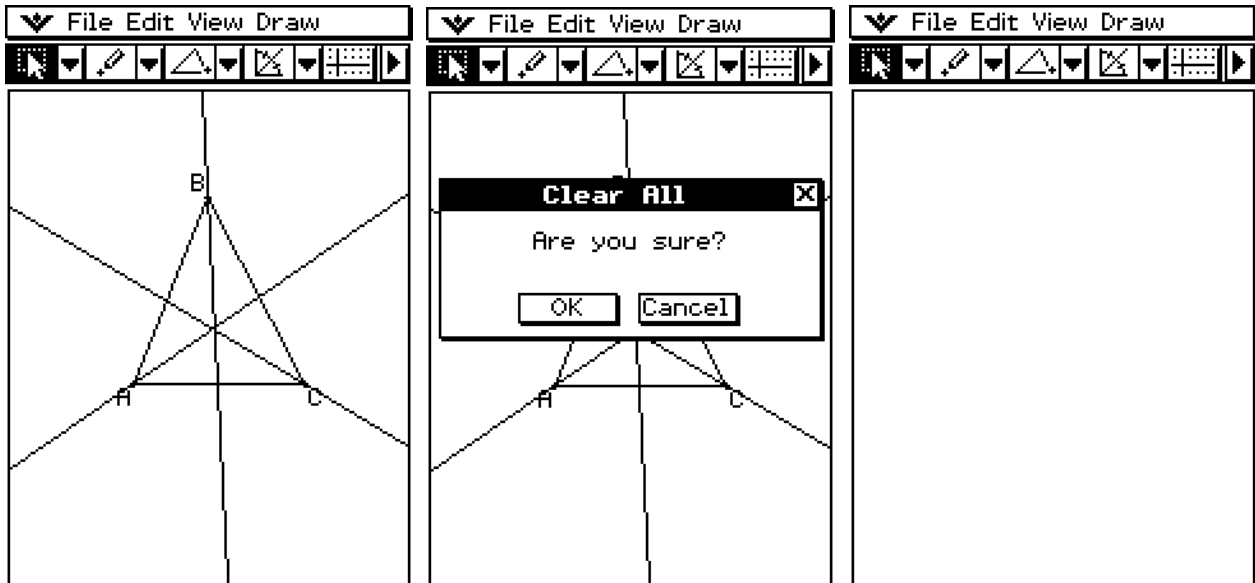 File Edit View Draw
B
A
C
File Edit View Draw
Clear All
Are you sure?
OK Cancel
A
C
File Edit View Draw